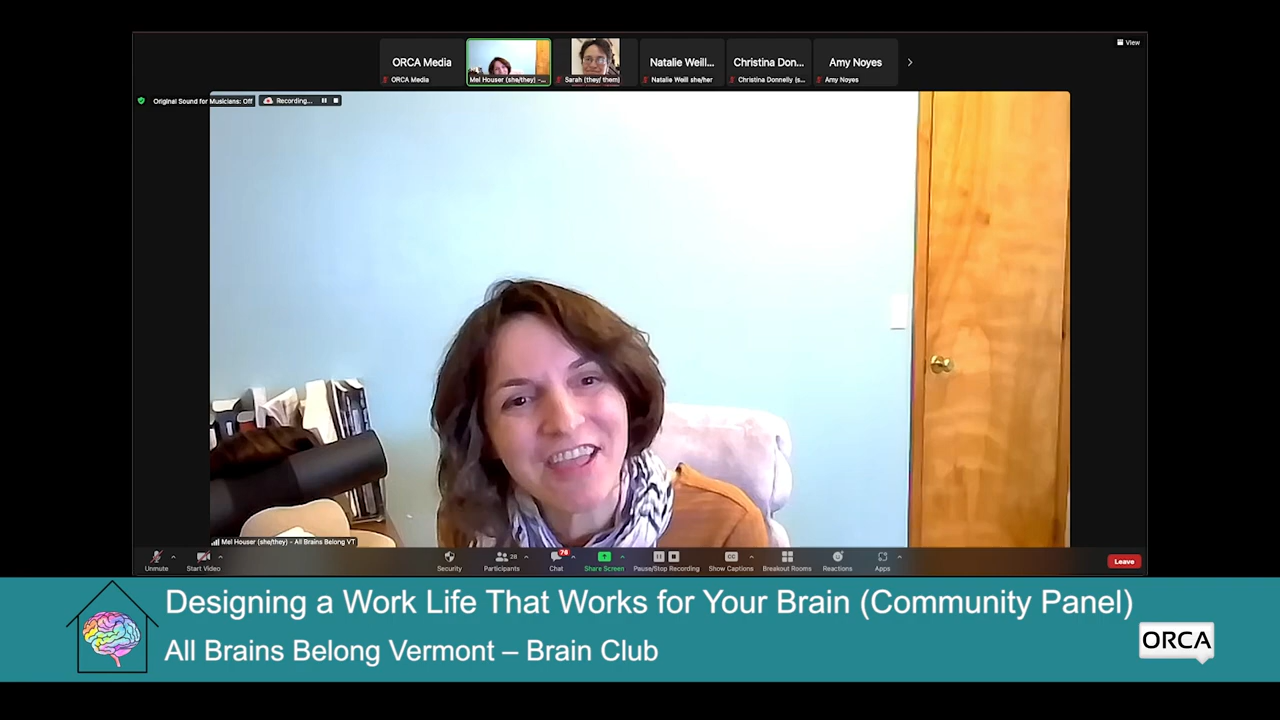 View
ORCA Media
Natalie Weill...
Christina Don...
Amy Noyes
ORCA Media
Mel Houser (she/they) -...
Sarah (they/ them)
Natalie Weill she/her
Christina Donnelly (s...
Amy Noyes
Original Sound for Musicians: Off
Recording...
Mel Houser (she/they) - All Brains Belong VT
28
76
CC
Unmute
Start Video
Security
Participants
Chat
Share Screen
Pause/Stop Recording
Show Captions
Breakout Rooms
Reactions
Apps
Leave
Designing a Work Life That Works for Your Brain (Community Panel)
All Brains Belong Vermont – Brain Club
ORCA